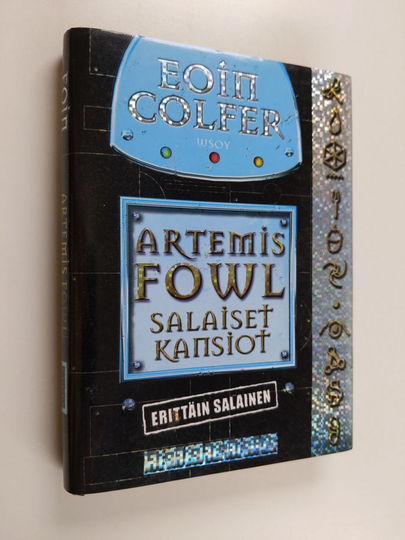 EOIN
COLFER
WSOY
ARTEMIS
FOWL
SALAISET
KANSIOT
ERITTÄIN SALAINEN
EOIN
ARTEMIS FOWL